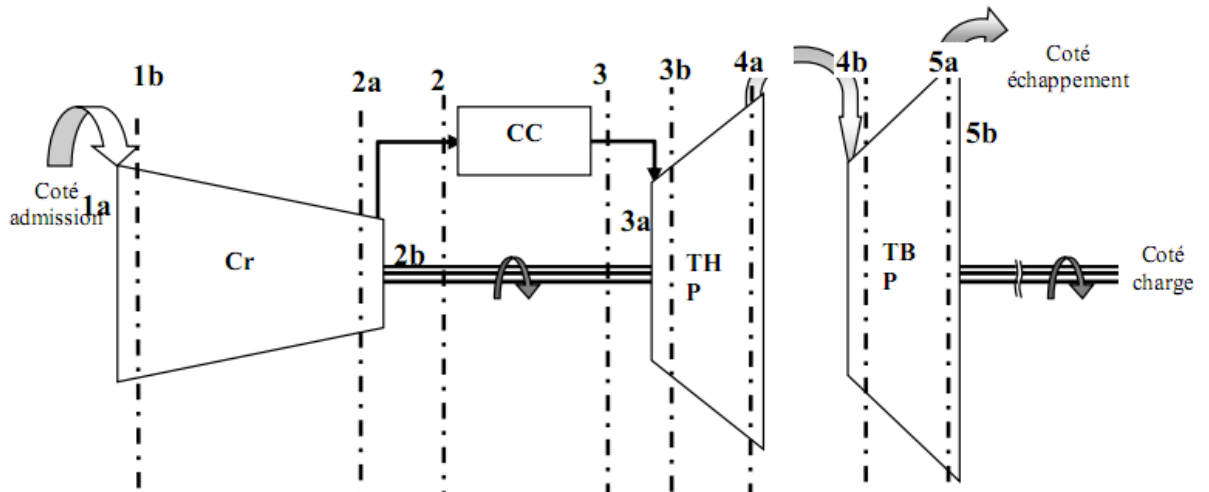 1b
2a
2
3
3b
4a
4b
5a
Coté
échappement
CC
5b
Coté
admission
1a
3a
Cr
2b
TH
P
TB
P
Coté
charge